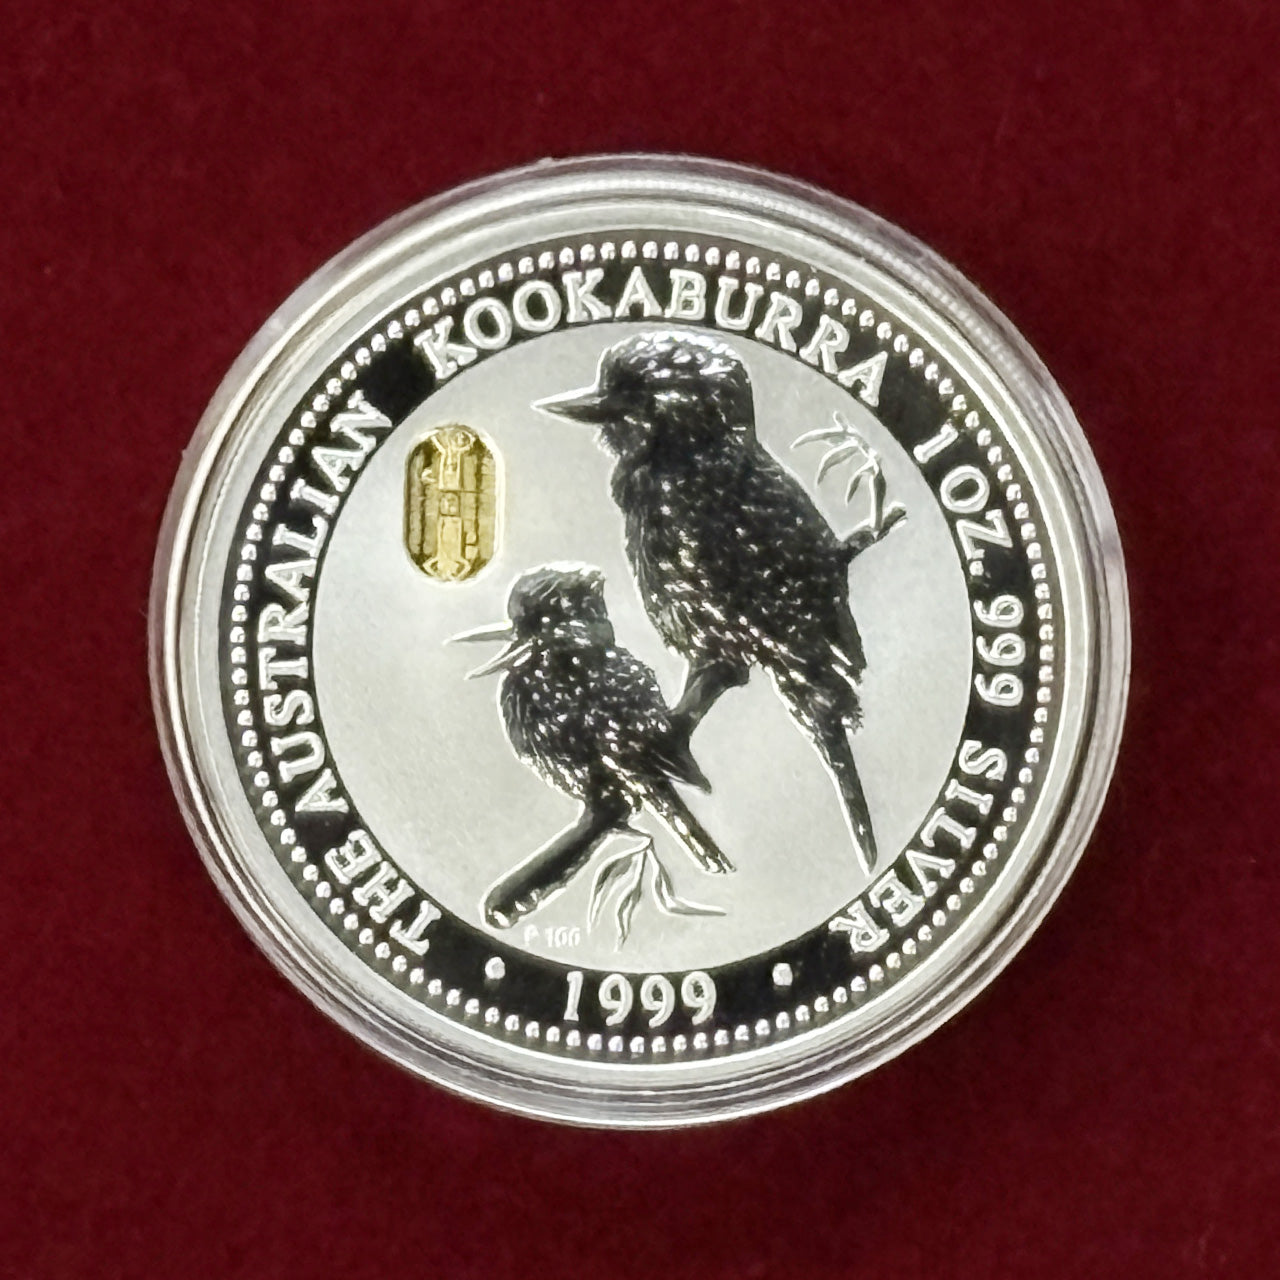 THE AUSTRALIAN KOOKABURRA 1 OZ. 999 SILVER
P100
• 1999 •